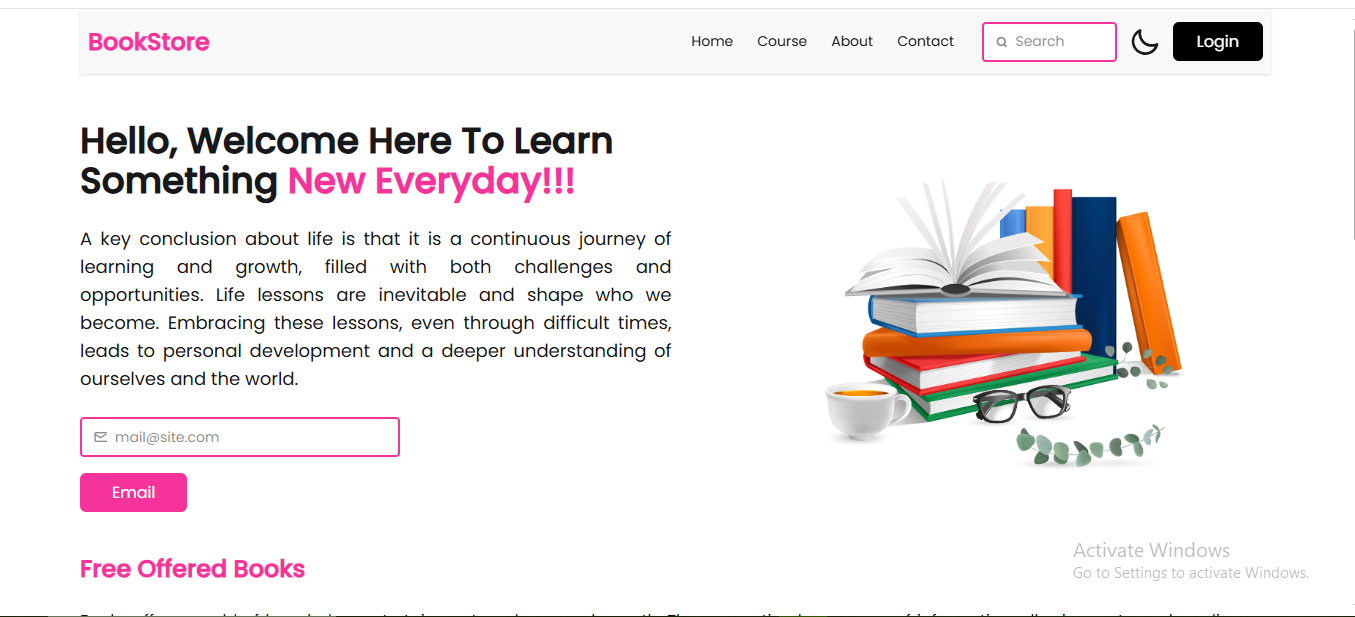 BookStore
Home Course About Contact Search Login
Hello, Welcome Here To Learn
Something New Everyday!!!
A key conclusion about life is that it is a continuous journey of
learning and growth, filled with both challenges and
opportunities. Life lessons are inevitable and shape who we
become. Embracing these lessons, even through difficult times,
leads to personal development and a deeper understanding of
ourselves and the world.
mail@site.com
Email
Free Offered Books
Activate Windows
Go to Settings to activate Windows.